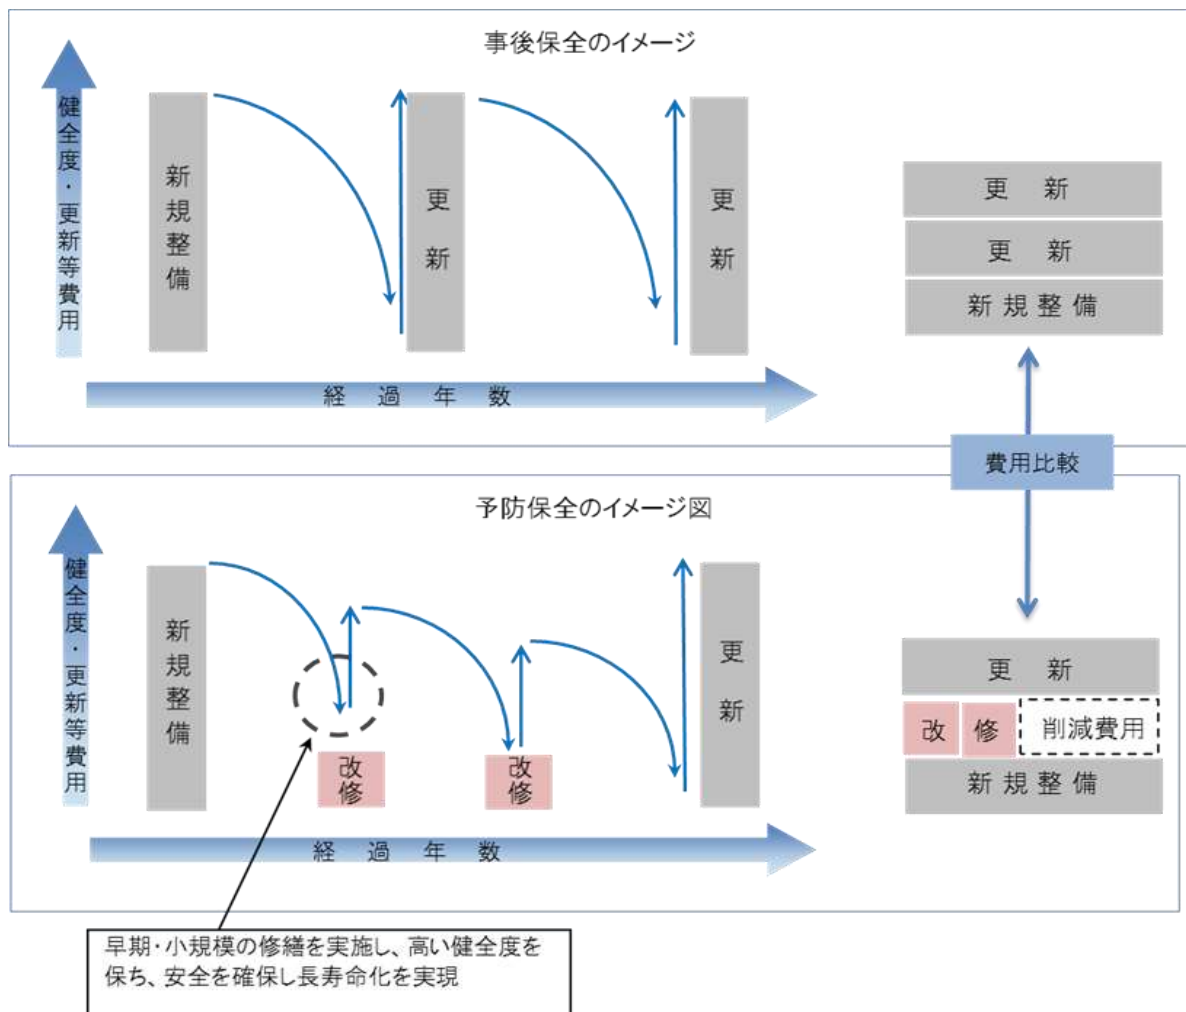 事後保全のイメージ
健全度・更新等費用
新規整備
更新
更新
経過年数
更新
更新
新規整備
費用比較
予防保全のイメージ図
健全度・更新等費用
新規整備
改修
改修
更新
経過年数
更新
改修
削減費用
新規整備
早期・小規模の修繕を実施し、高い健全度を
保ち、安全を確保し長寿命化を実現